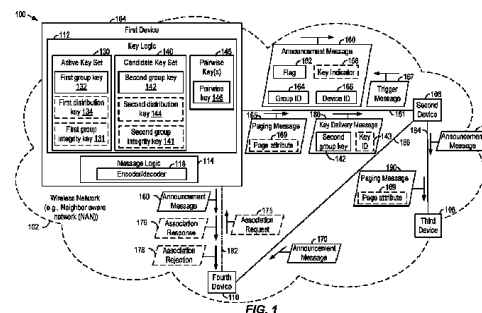 100
104
First Device
112
Key Logic
130
Active Key Set
First group key
132
First distribution
key 134
First group
integrity key 131
140
Candidate Key Set
Second group key
142
Second distribution
key 144
Second group
integrity key 141
145
Pairwise
Key(s)
Pairwise
key 146
114
Message Logic
118
Encoder/decoder
Wireless Network
(e.g., Neighbor aware
network (NAN))
102
160
Announcement Message
162
Flag
158
Key Indicator
164
Group ID
166
Device ID
161
167
Trigger
Message
106
Second
Device
Paging Message
169
Page attribute
180
Key Delivery Message
Second
group key
Key
ID
143
142
184
Announcement
Message
190
Paging Message
169
Page attribute
Third
Device
160
Announcement
Message
176
Association
Response
178
Association
Rejection
175
Association
Request
182
170
Announcement
Message
Fourth
Device
110
FIG. 1